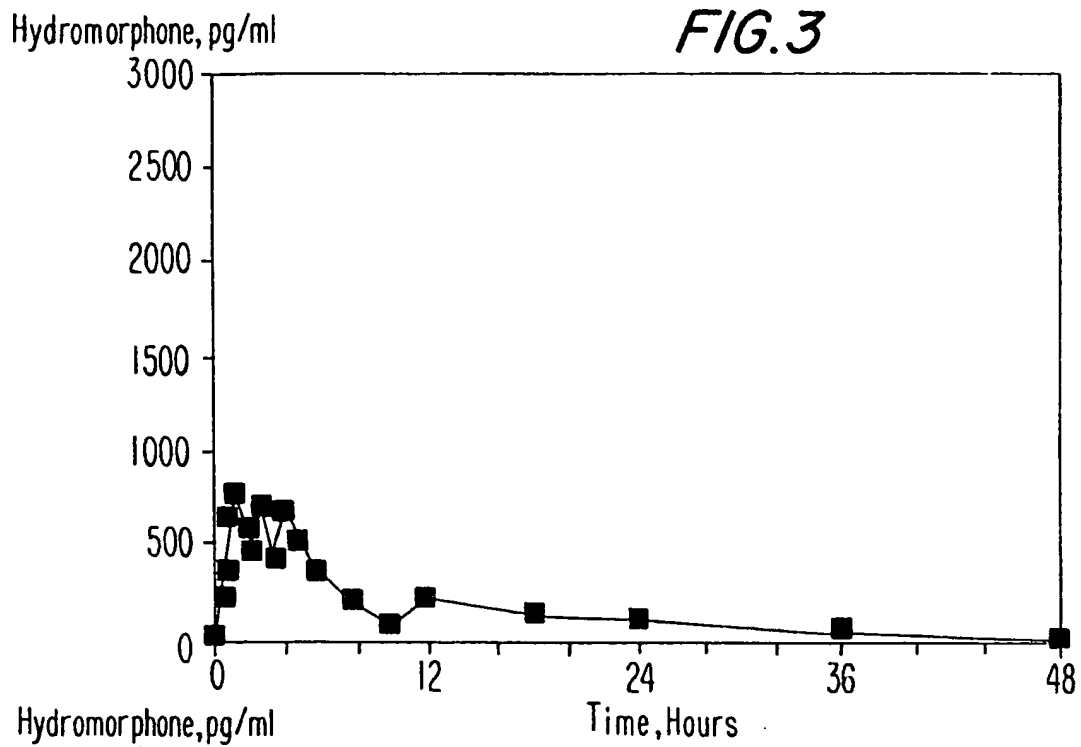 Hydromorphone, pg/ml
FIG.3
3000
2500
2000
1500
1000
500
0
0 12 24 36 48
Hydromorphone, pg/ml
Time, Hours